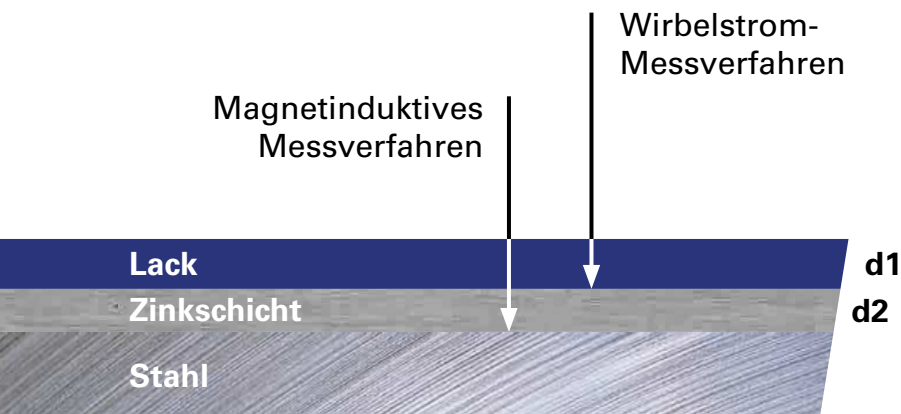 Wirbelstrom-
Messverfahren
Magnetinduktives
Messverfahren
Lack
d1
Zinkschicht
d2
Stahl